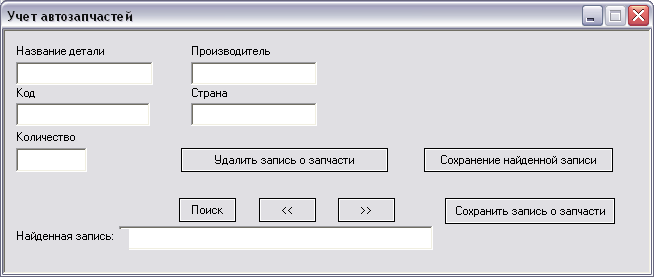 Учет автозапчастей
Название детали Производитель
Код Страна
Количество
Удалить запись о запчасти Сохранение найденной записи
Поиск << >> Сохранить запись о запчасти
Найденная запись: